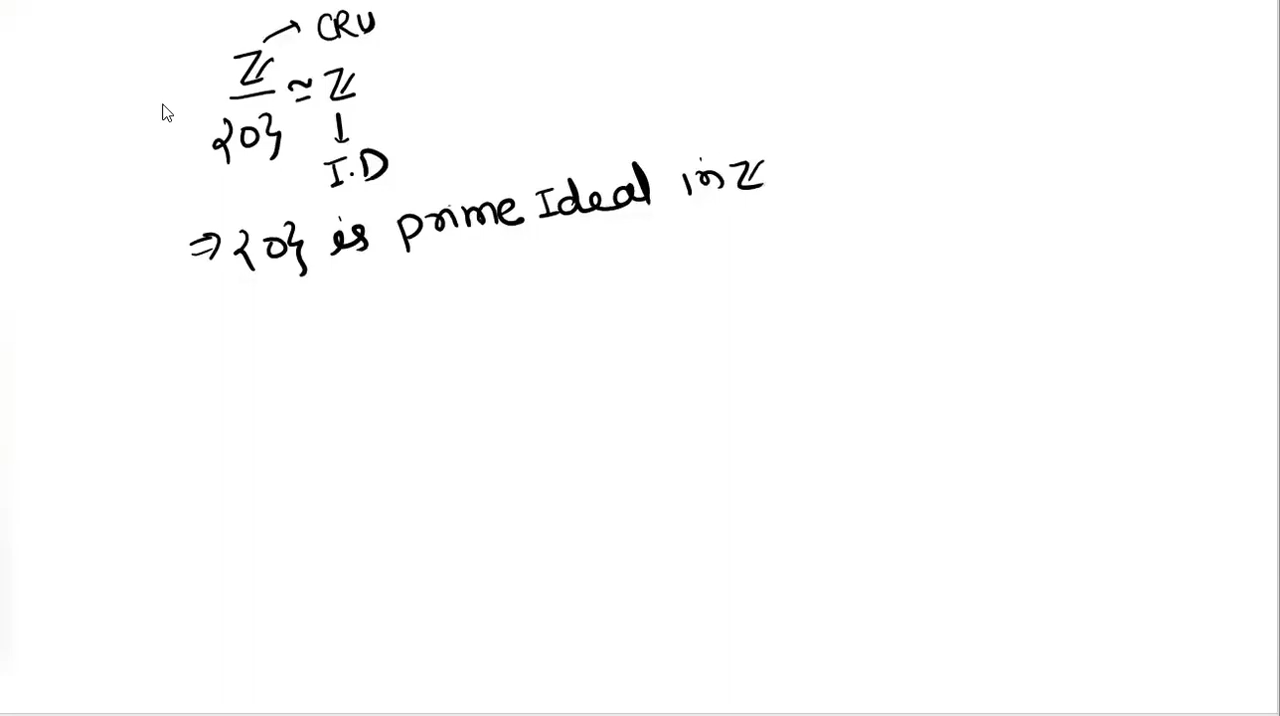 ℤ → CRU
ℤ/{0} ≃ ℤ
↓
I.D
⇒ {0} is prime Ideal in ℤ